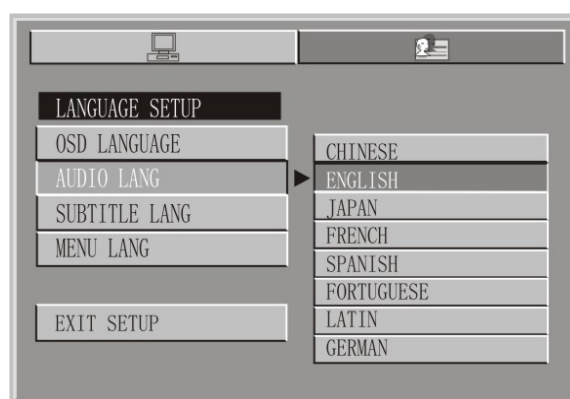 LANGUAGE SETUP
OSD LANGUAGE
AUDIO LANG
SUBTITLE LANG
MENU LANG
EXIT SETUP
CHINESE
ENGLISH
JAPAN
FRENCH
SPANISH
FORTUGUESE
LATIN
GERMAN